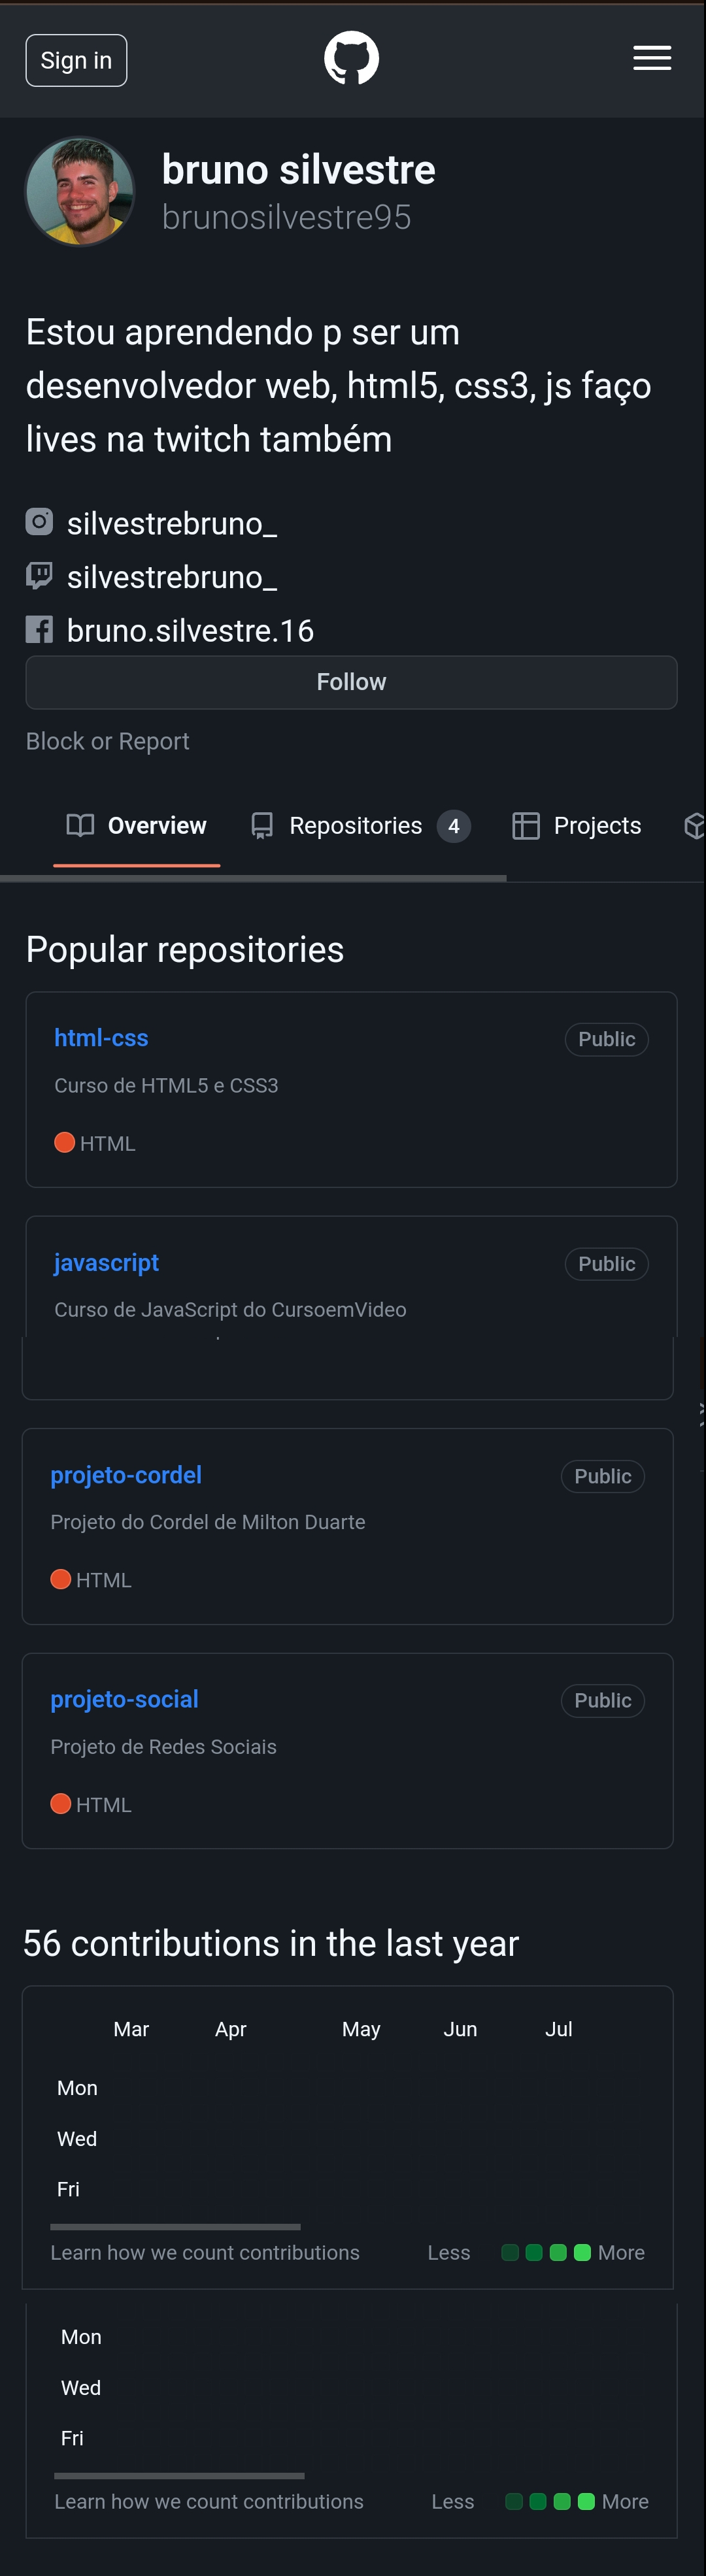 Sign in
bruno silvestre
brunosilvestre95
Estou aprendendo p ser um
desenvolvedor web, html5, css3, js faço
lives na twitch também
silvestrebruno_
silvestrebruno_
bruno.silvestre.16
Follow
Block or Report
Overview Repositories 4 Projects
Popular repositories
html-css Public
Curso de HTML5 e CSS3
HTML
javascript Public
Curso de JavaScript do CursoemVideo
projeto-cordel Public
Projeto do Cordel de Milton Duarte
HTML
projeto-social Public
Projeto de Redes Sociais
HTML
56 contributions in the last year
Mar Apr May Jun Jul
Mon
Wed
Fri
Learn how we count contributions Less More
Mon
Wed
Fri
Learn how we count contributions Less More